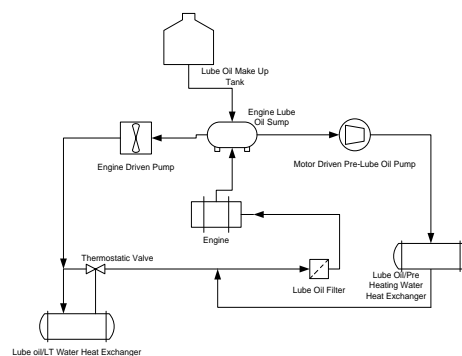 Lube Oil Make Up
Tank
Engine Lube
Oil Sump
Engine Driven Pump
Motor Driven Pre-Lube Oil Pump
Engine
Thermostatic Valve
Lube Oil Filter
Lube Oil/Pre
Heating Water
Heat Exchanger
Lube oil/LT Water Heat Exchanger